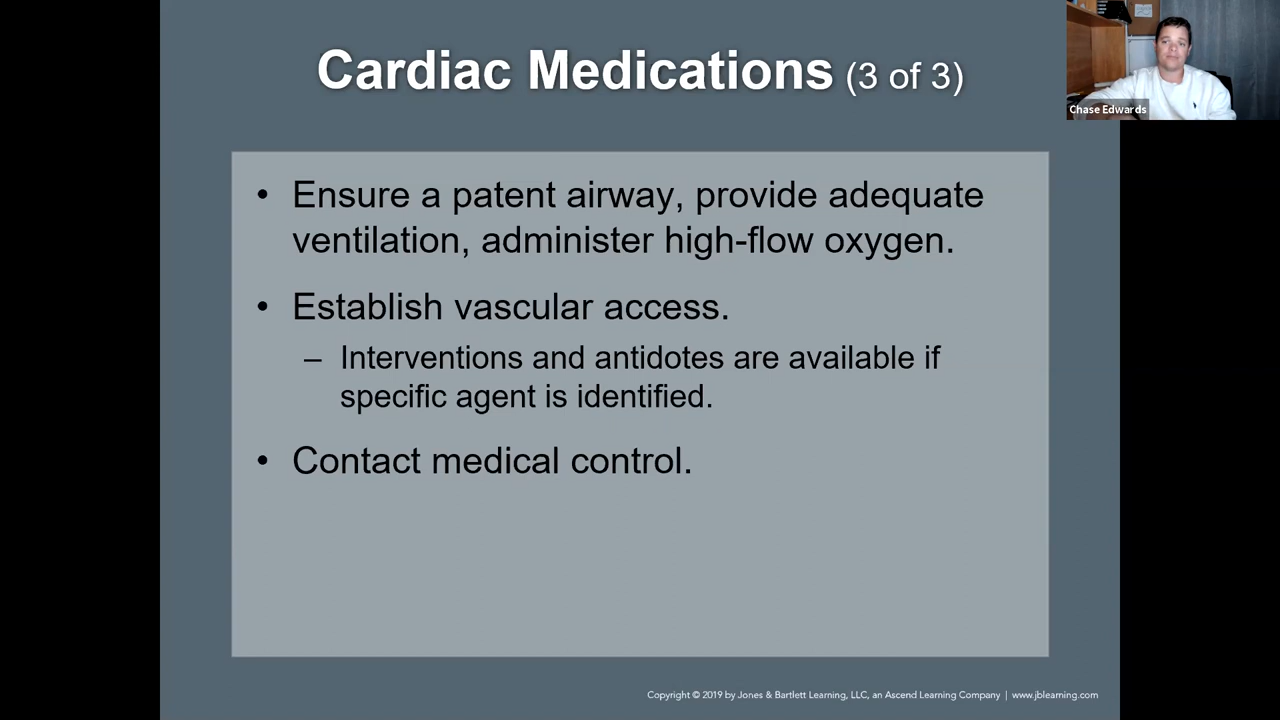 Cardiac Medications (3 of 3)
Chase Edwards
• Ensure a patent airway, provide adequate
ventilation, administer high-flow oxygen.
• Establish vascular access.
– Interventions and antidotes are available if
specific agent is identified.
• Contact medical control.
Copyright © 2019 by Jones & Bartlett Learning, LLC, an Ascend Learning Company | www.jblearning.com